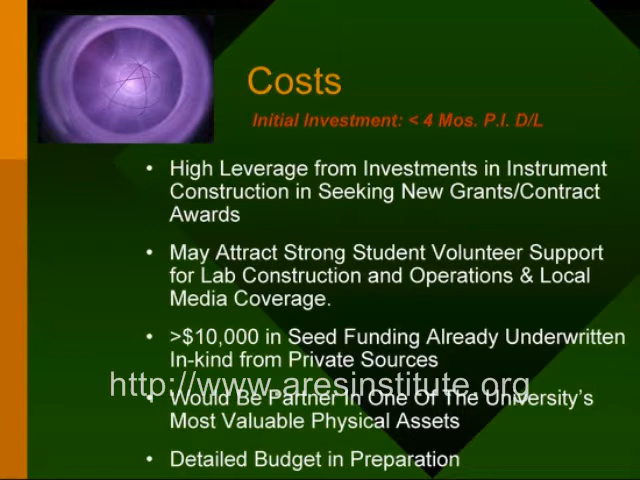 Costs
Initial Investment: < 4 Mos. P.I. D/L
• High Leverage from Investments in Instrument
Construction in Seeking New Grants/Contract
Awards
• May Attract Strong Student Volunteer Support
for Lab Construction and Operations & Local
Media Coverage.
• >$10,000 in Seed Funding Already Underwritten
In-kind from Private Sources
http://www.aresinstitute.org
• Would Be Partner In One Of The University's
Most Valuable Physical Assets
• Detailed Budget in Preparation